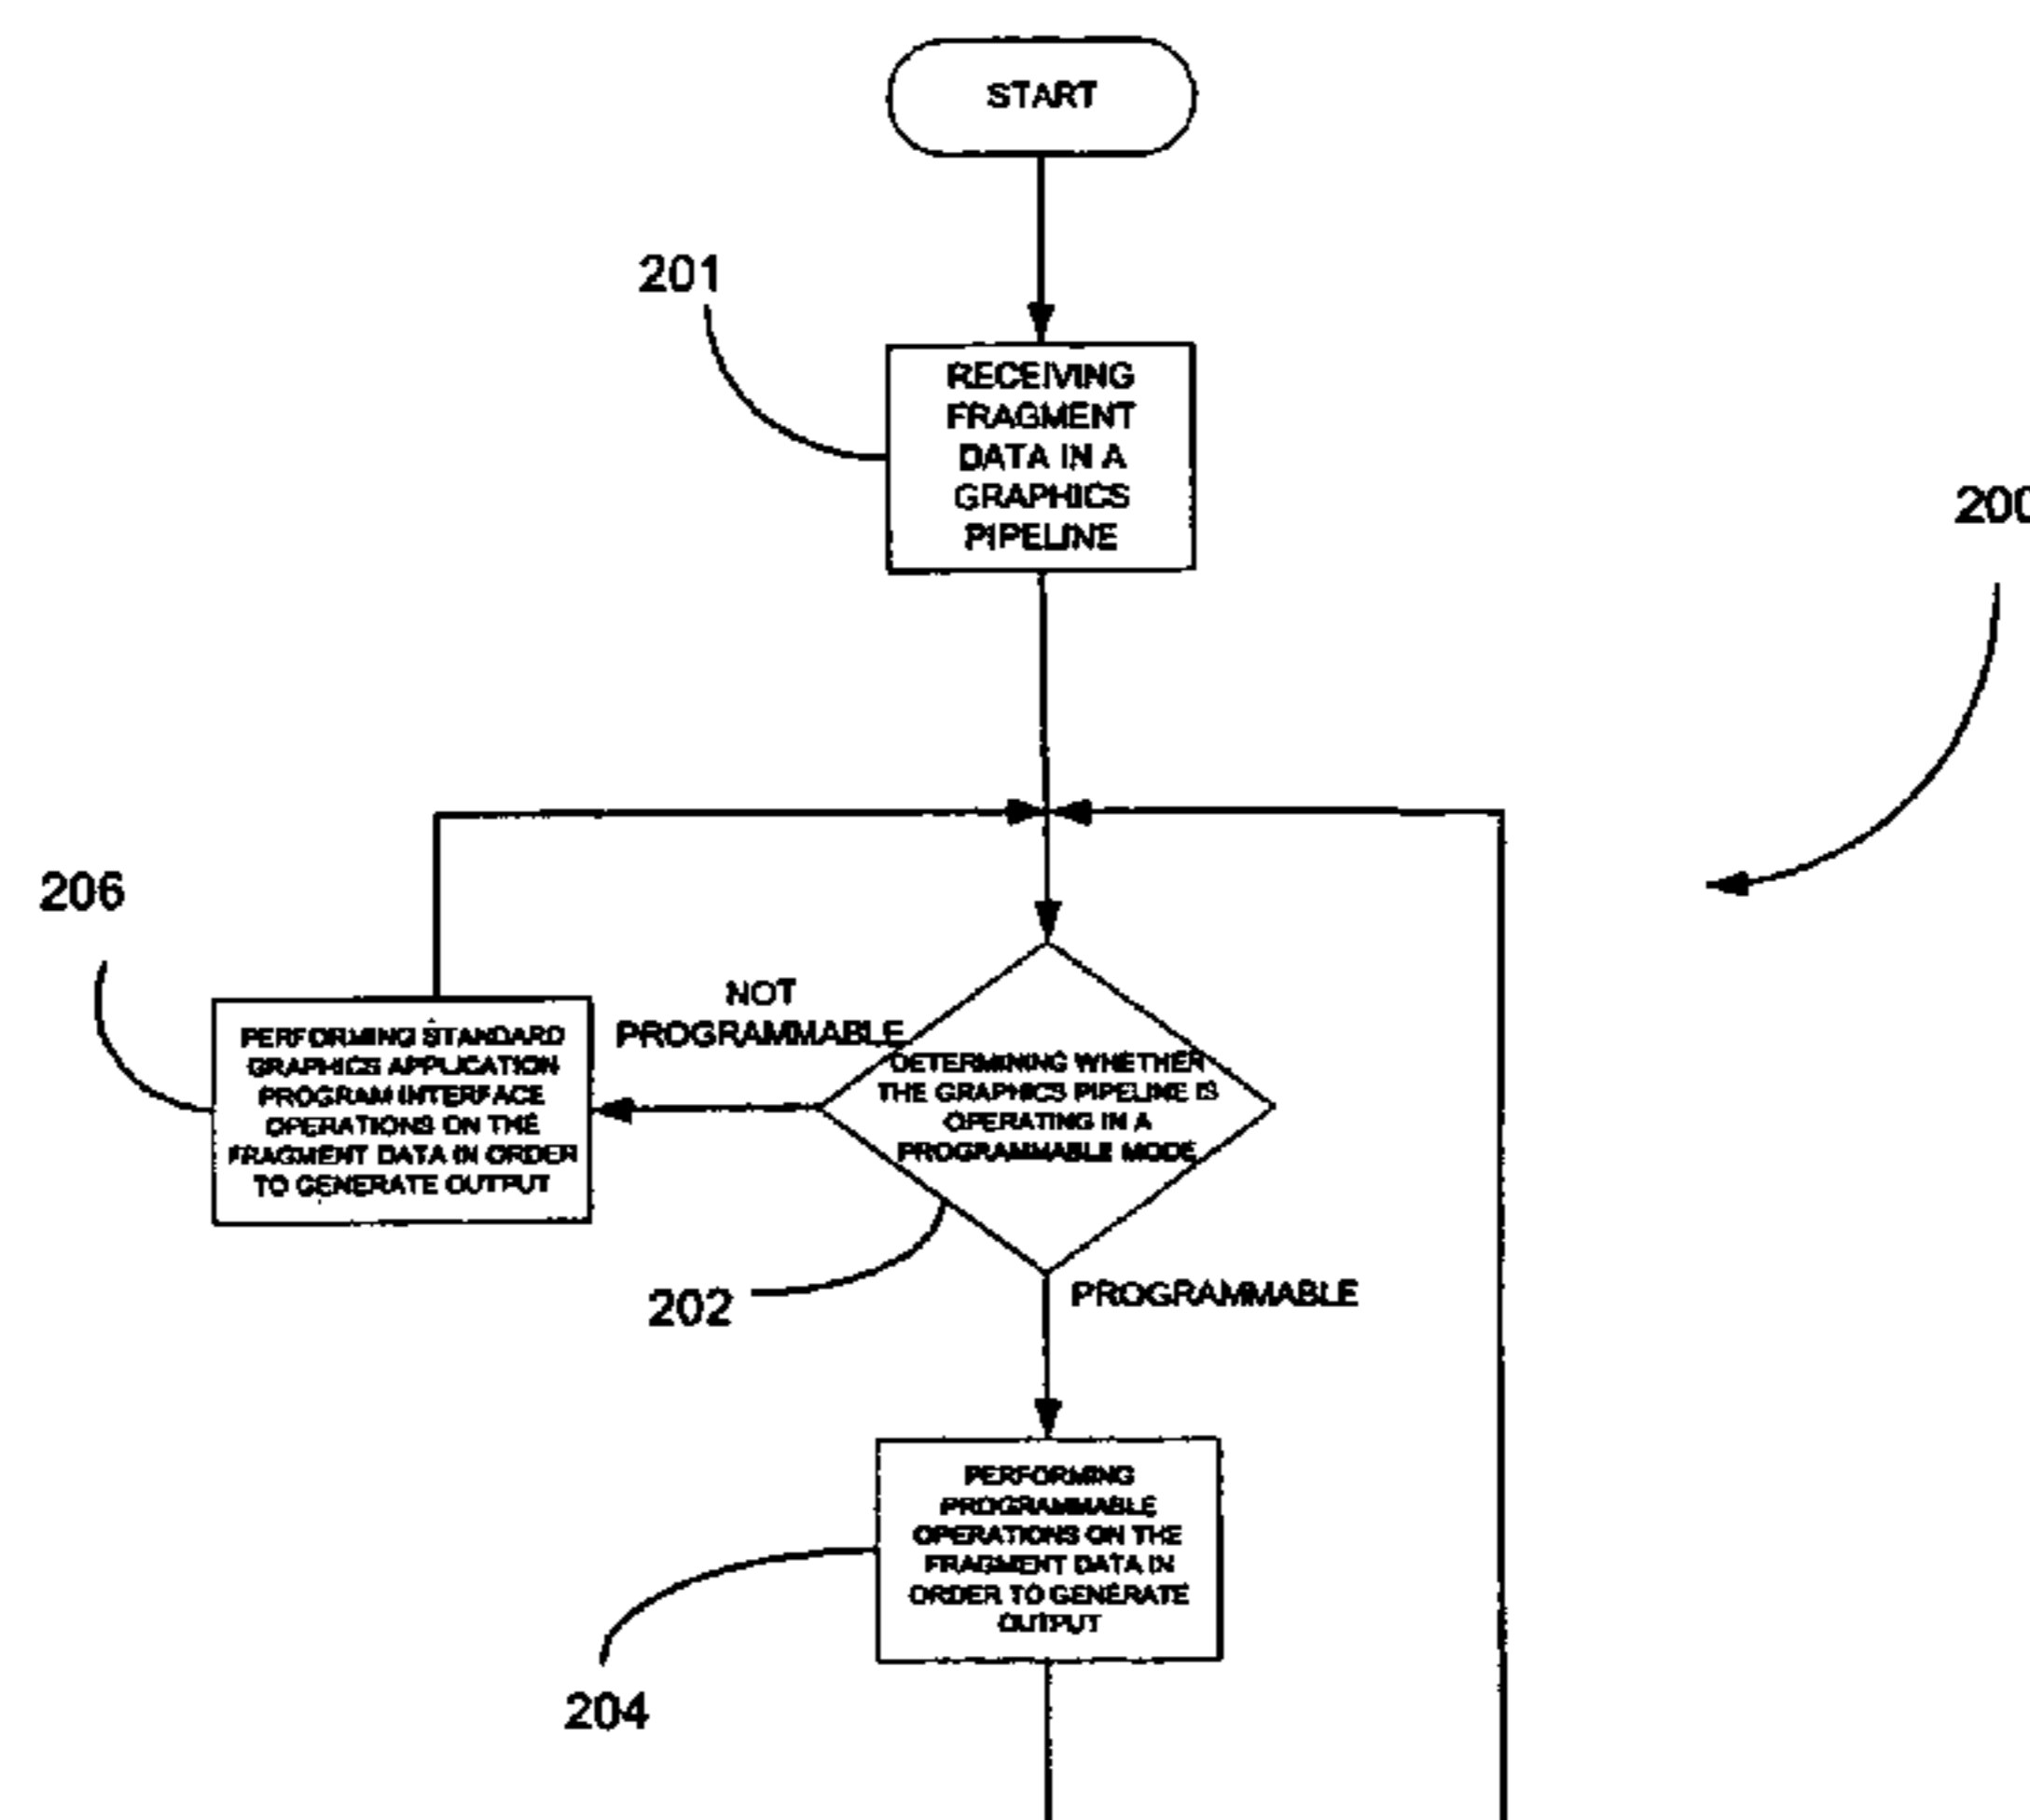 START
201
RECEIVING
FRAGMENT
DATA IN A
GRAPHICS
PIPELINE
200
206
NOT
PROGRAMMABLE
PERFORMING STANDARD
GRAPHICS APPLICATION
PROGRAM INTERFACE
OPERATIONS ON THE
FRAGMENT DATA IN ORDER
TO GENERATE OUTPUT
DETERMINING WHETHER
THE GRAPHICS PIPELINE IS
OPERATING IN A
PROGRAMMABLE MODE
202
PROGRAMMABLE
PERFORMING
PROGRAMMABLE
OPERATIONS ON THE
FRAGMENT DATA IN
ORDER TO GENERATE
OUTPUT
204